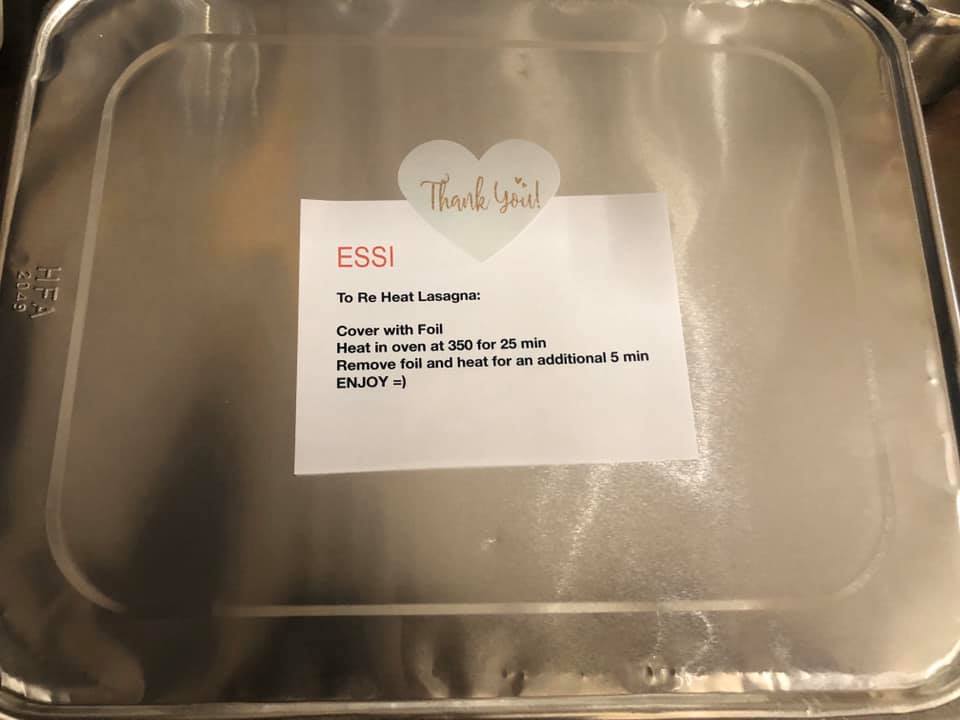 Thank You!
ESSI
To Re Heat Lasagna:
Cover with Foil
Heat in oven at 350 for 25 min
Remove foil and heat for an additional 5 min
ENJOY =)
HFA
2049